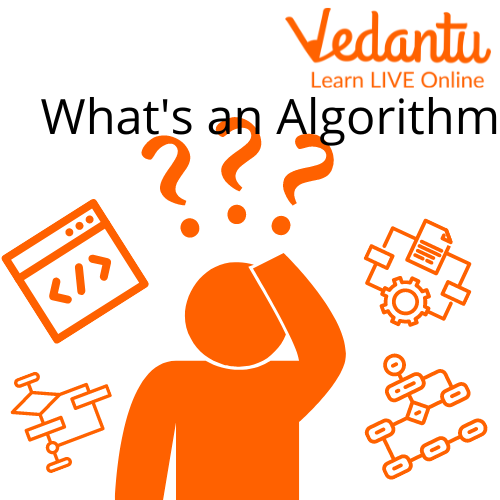 Vedantu
Learn LIVE Online
What's an Algorithm
? ? ?
</>